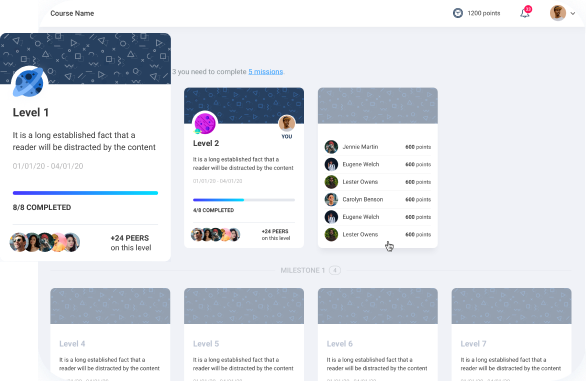 Course Name
1200 points
3 you need to complete 5 missions
Level 1
It is a long established fact that a
reader will be distracted by the content
01/01/20 - 04/01/20
8/8 COMPLETED
+24 PEERS
on this level
YOU
Level 2
It is a long established fact that a
reader will be distracted by the content
01/01/20 - 04/01/20
4/8 COMPLETED
+24 PEERS
on this level
Jennie Martin 600 points
Eugene Welch 600 points
Lester Owens 600 points
Carolyn Benson 600 points
Eugene Welch 600 points
Lester Owens 600 points
MILESTONE 1 4
Level 4
It is a long established fact that a
reader will be distracted by the content
Level 5
It is a long established fact that a
reader will be distracted by the content
Level 6
It is a long established fact that a
reader will be distracted by the content
Level 7
It is a long established fact that a
reader will be distracted by the content